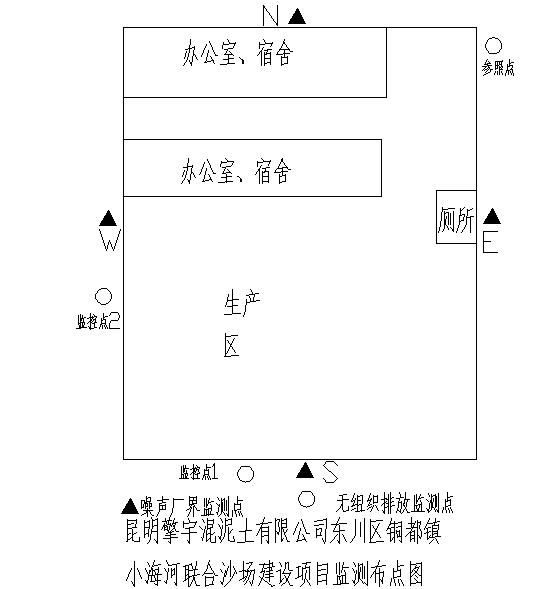 N
办公室、宿舍
参照点
办公室、宿舍
厕所
W
E
监控点2
生产
区
监控点1
S
噪声厂界监测点
无组织排放监测点
昆明擎宇混泥土有限公司东川区铜都镇
小海河联合沙场建设项目监测布点图